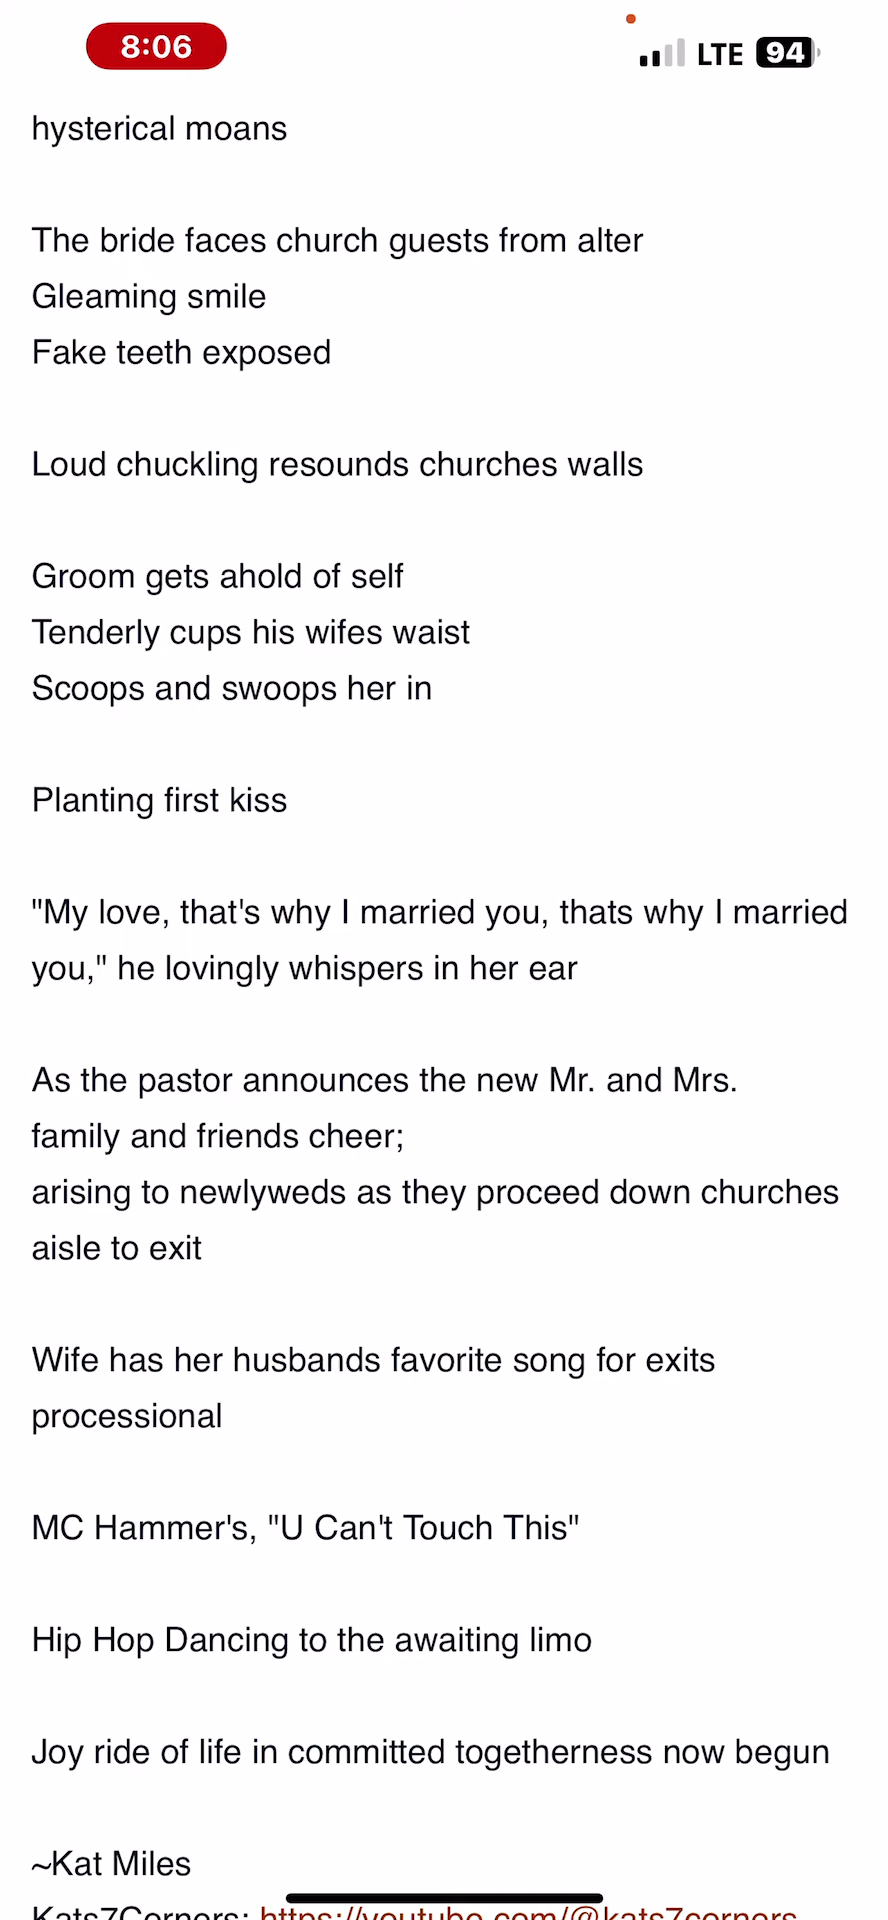 8:06
LTE 94
hysterical moans
The bride faces church guests from alter
Gleaming smile
Fake teeth exposed
Loud chuckling resounds churches walls
Groom gets ahold of self
Tenderly cups his wifes waist
Scoops and swoops her in
Planting first kiss
"My love, that's why I married you, thats why I married
you," he lovingly whispers in her ear
As the pastor announces the new Mr. and Mrs.
family and friends cheer;
arising to newlyweds as they proceed down churches
aisle to exit
Wife has her husbands favorite song for exits
processional
MC Hammer's, "U Can't Touch This"
Hip Hop Dancing to the awaiting limo
Joy ride of life in committed togetherness now begun
~Kat Miles
Kats7Corners: https://youtube.com/@kats7corners